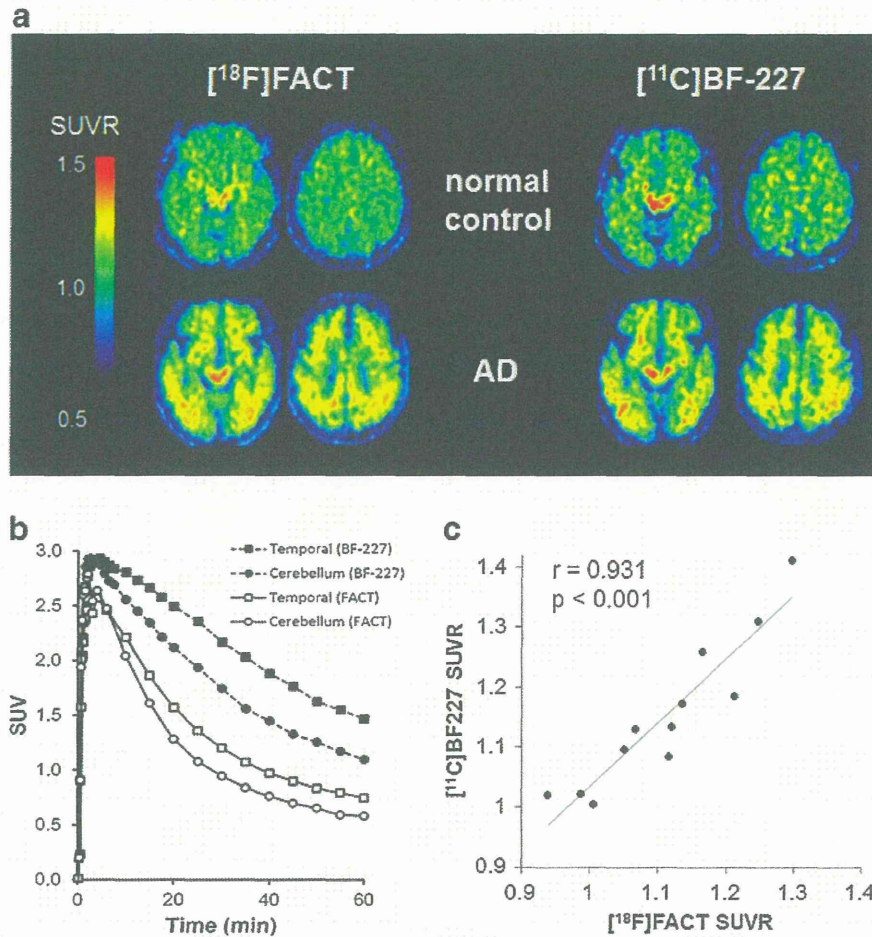 a
[¹⁸F]FACT
[¹¹C]BF-227
SUVR
1.5
1.0
0.5
normal
control
AD
b
3.0
2.5
2.0
1.5
1.0
0.5
0.0
SUV
0
20
40
60
Time (min)
Temporal (BF-227)
Cerebellum (BF-227)
Temporal (FACT)
Cerebellum (FACT)
c
r = 0.931
p < 0.001
1.4
1.3
1.2
1.1
1
0.9
[¹¹C]BF227 SUVR
0.9
1
1.1
1.2
1.3
1.4
[¹⁸F]FACT SUVR